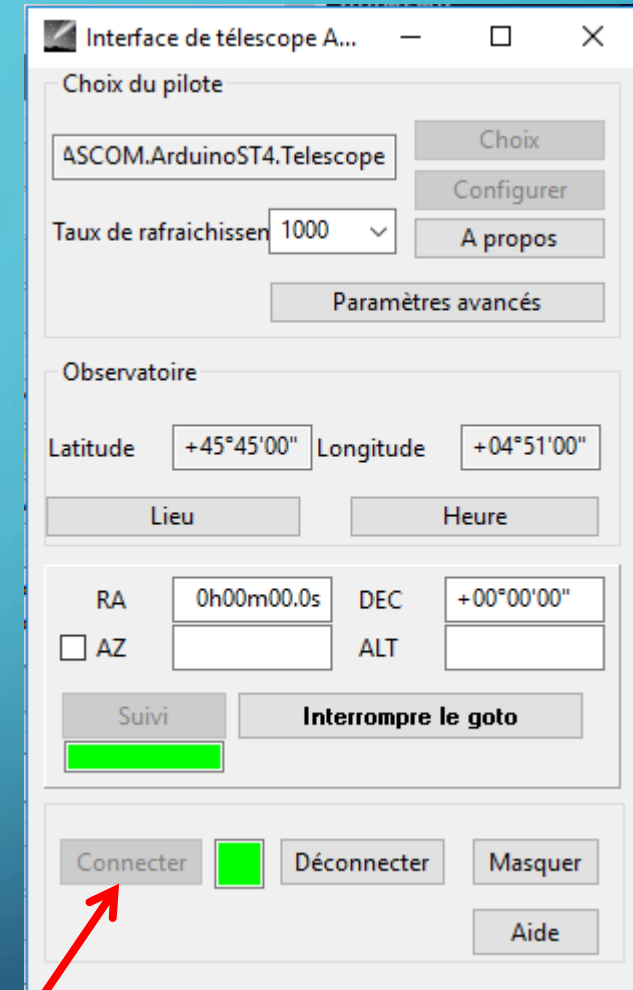 Interface de télescope A...
Choix du pilote
ASCOM.ArduinoST4.Telescope
Choix
Configurer
Taux de rafraichissen 1000
A propos
Paramètres avancés
Observatoire
Latitude +45°45'00" Longitude +04°51'00"
Lieu Heure
RA 0h00m00.0s DEC +00°00'00"
AZ ALT
Suivi Interrompre le goto
Connecter Déconnecter Masquer
Aide